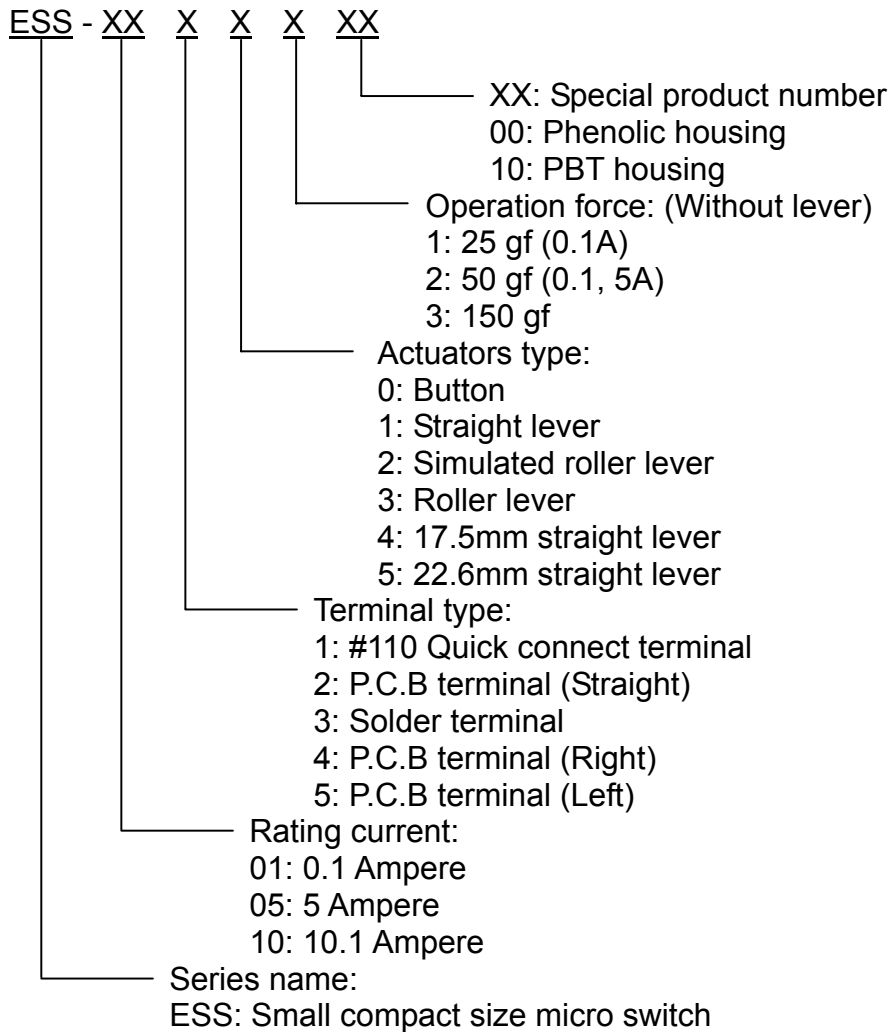 ESS - XX X X X XX
XX: Special product number
00: Phenolic housing
10: PBT housing
Operation force: (Without lever)
1: 25 gf (0.1A)
2: 50 gf (0.1, 5A)
3: 150 gf
Actuators type:
0: Button
1: Straight lever
2: Simulated roller lever
3: Roller lever
4: 17.5mm straight lever
5: 22.6mm straight lever
Terminal type:
1: #110 Quick connect terminal
2: P.C.B terminal (Straight)
3: Solder terminal
4: P.C.B terminal (Right)
5: P.C.B terminal (Left)
Rating current:
01: 0.1 Ampere
05: 5 Ampere
10: 10.1 Ampere
Series name:
ESS: Small compact size micro switch